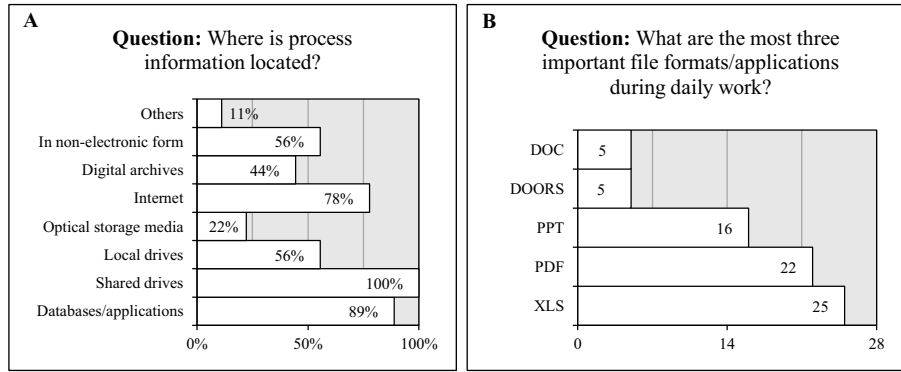 A
Question: Where is process
information located?
Others
11%
In non-electronic form
56%
Digital archives
44%
Internet
78%
Optical storage media
22%
Local drives
56%
Shared drives
100%
Databases/applications
89%
0%
50%
100%
B
Question: What are the most three
important file formats/applications
during daily work?
DOC
5
DOORS
5
PPT
16
PDF
22
XLS
25
0
14
28